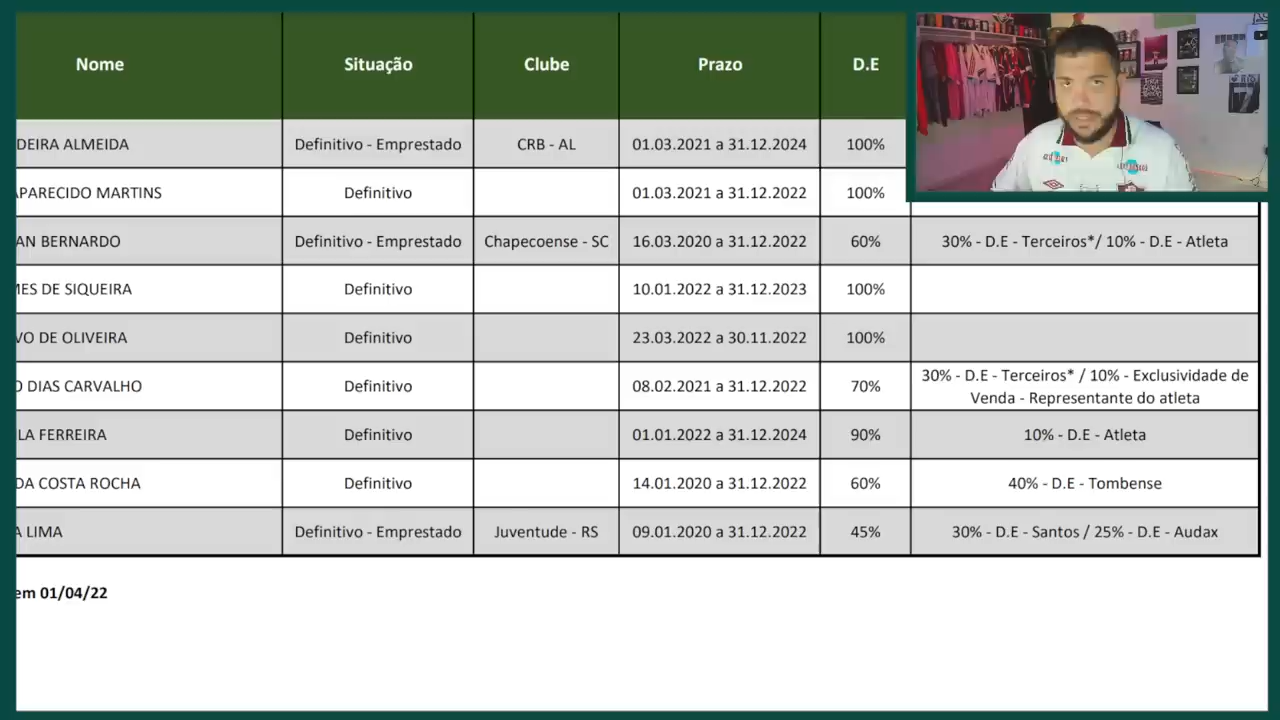 Nome Situação Clube Prazo D.E
DEIRA ALMEIDA Definitivo - Emprestado CRB - AL 01.03.2021 a 31.12.2024 100%
APARECIDO MARTINS Definitivo 01.03.2021 a 31.12.2022 100%
AN BERNARDO Definitivo - Emprestado Chapecoense - SC 16.03.2020 a 31.12.2022 60% 30% - D.E - Terceiros*/ 10% - D.E - Atleta
MES DE SIQUEIRA Definitivo 10.01.2022 a 31.12.2023 100%
VO DE OLIVEIRA Definitivo 23.03.2022 a 30.11.2022 100%
O DIAS CARVALHO Definitivo 08.02.2021 a 31.12.2022 70% 30% - D.E - Terceiros* / 10% - Exclusividade de
Venda - Representante do atleta
LA FERREIRA Definitivo 01.01.2022 a 31.12.2024 90% 10% - D.E - Atleta
DA COSTA ROCHA Definitivo 14.01.2020 a 31.12.2022 60% 40% - D.E - Tombense
A LIMA Definitivo - Emprestado Juventude - RS 09.01.2020 a 31.12.2022 45% 30% - D.E - Santos / 25% - D.E - Audax
em 01/04/22